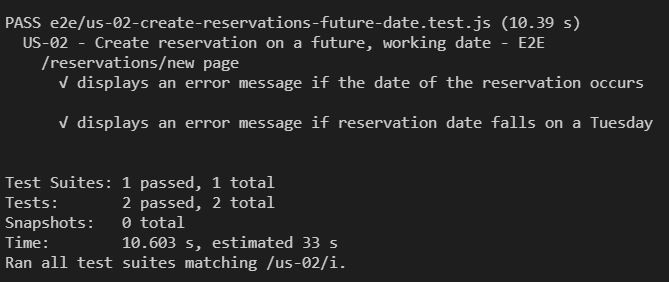 PASS e2e/us-02-create-reservations-future-date.test.js (10.39 s)
US-02 - Create reservation on a future, working date - E2E
/reservations/new page
√ displays an error message if the date of the reservation occurs
√ displays an error message if reservation date falls on a Tuesday
Test Suites: 1 passed, 1 total
Tests: 2 passed, 2 total
Snapshots: 0 total
Time: 10.603 s, estimated 33 s
Ran all test suites matching /us-02/i.